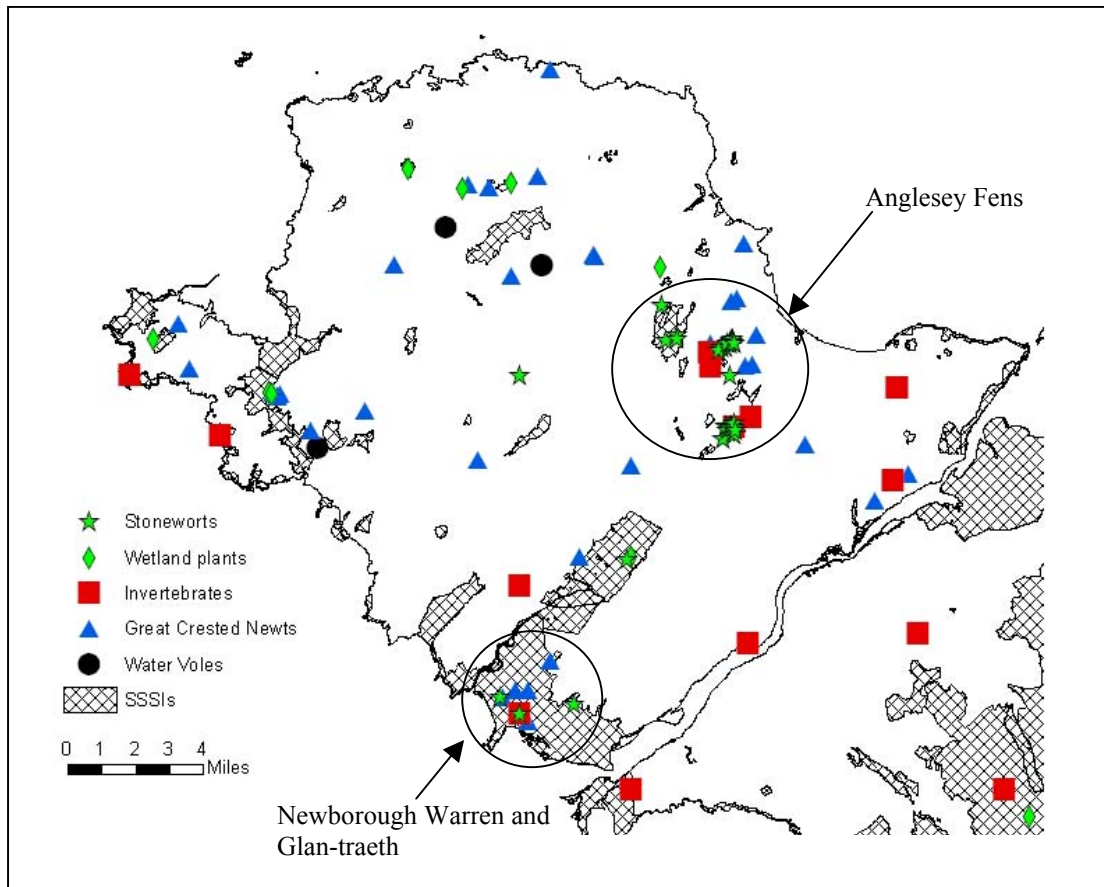 Anglesey Fens
Stoneworts
Wetland plants
Invertebrates
Great Crested Newts
Water Voles
SSSIs
0 1 2 3 4
Miles
Newborough Warren and
Glan-traeth